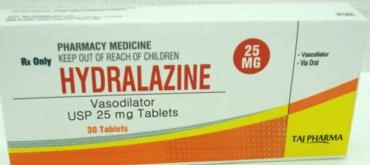 PHARMACY MEDICINE
Rx Only
KEEP OUT OF REACH OF CHILDREN
HYDRALAZINE
25
MG
Vasodilator
USP 25 mg Tablets
30 Tablets
- Vasodilator
- Via Oral
TAJ PHARMA